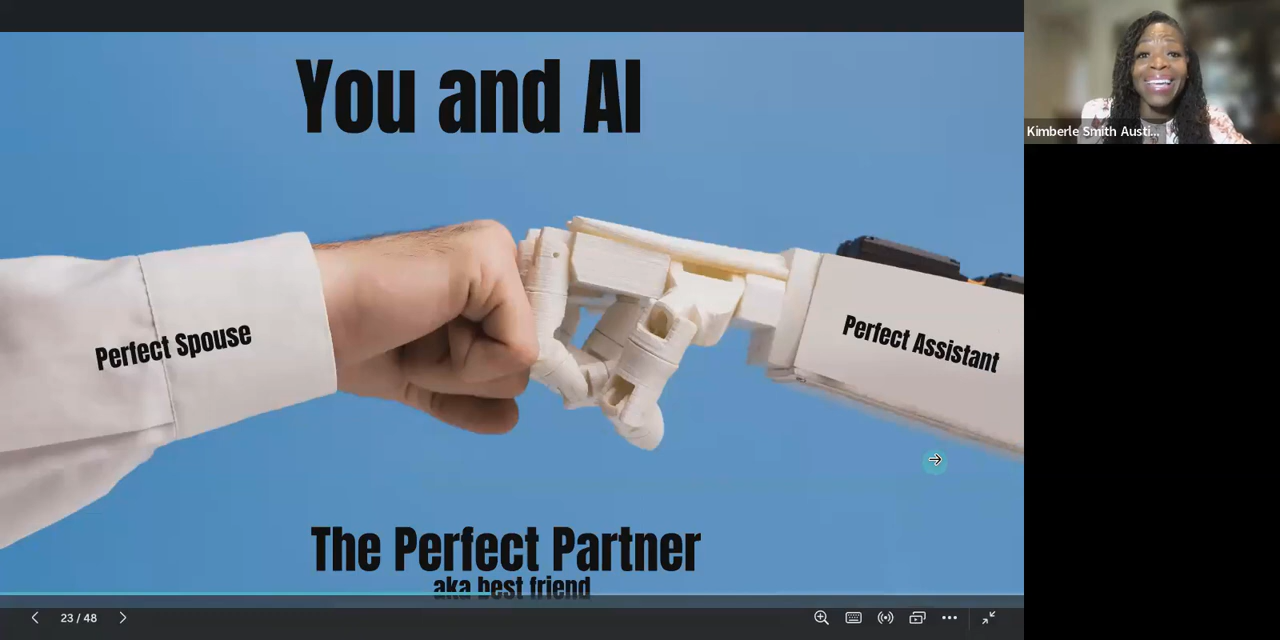 You and AI
Kimberle Smith Austi...
Perfect Spouse
Perfect Assistant
The Perfect Partner
aka best friend
23 / 48